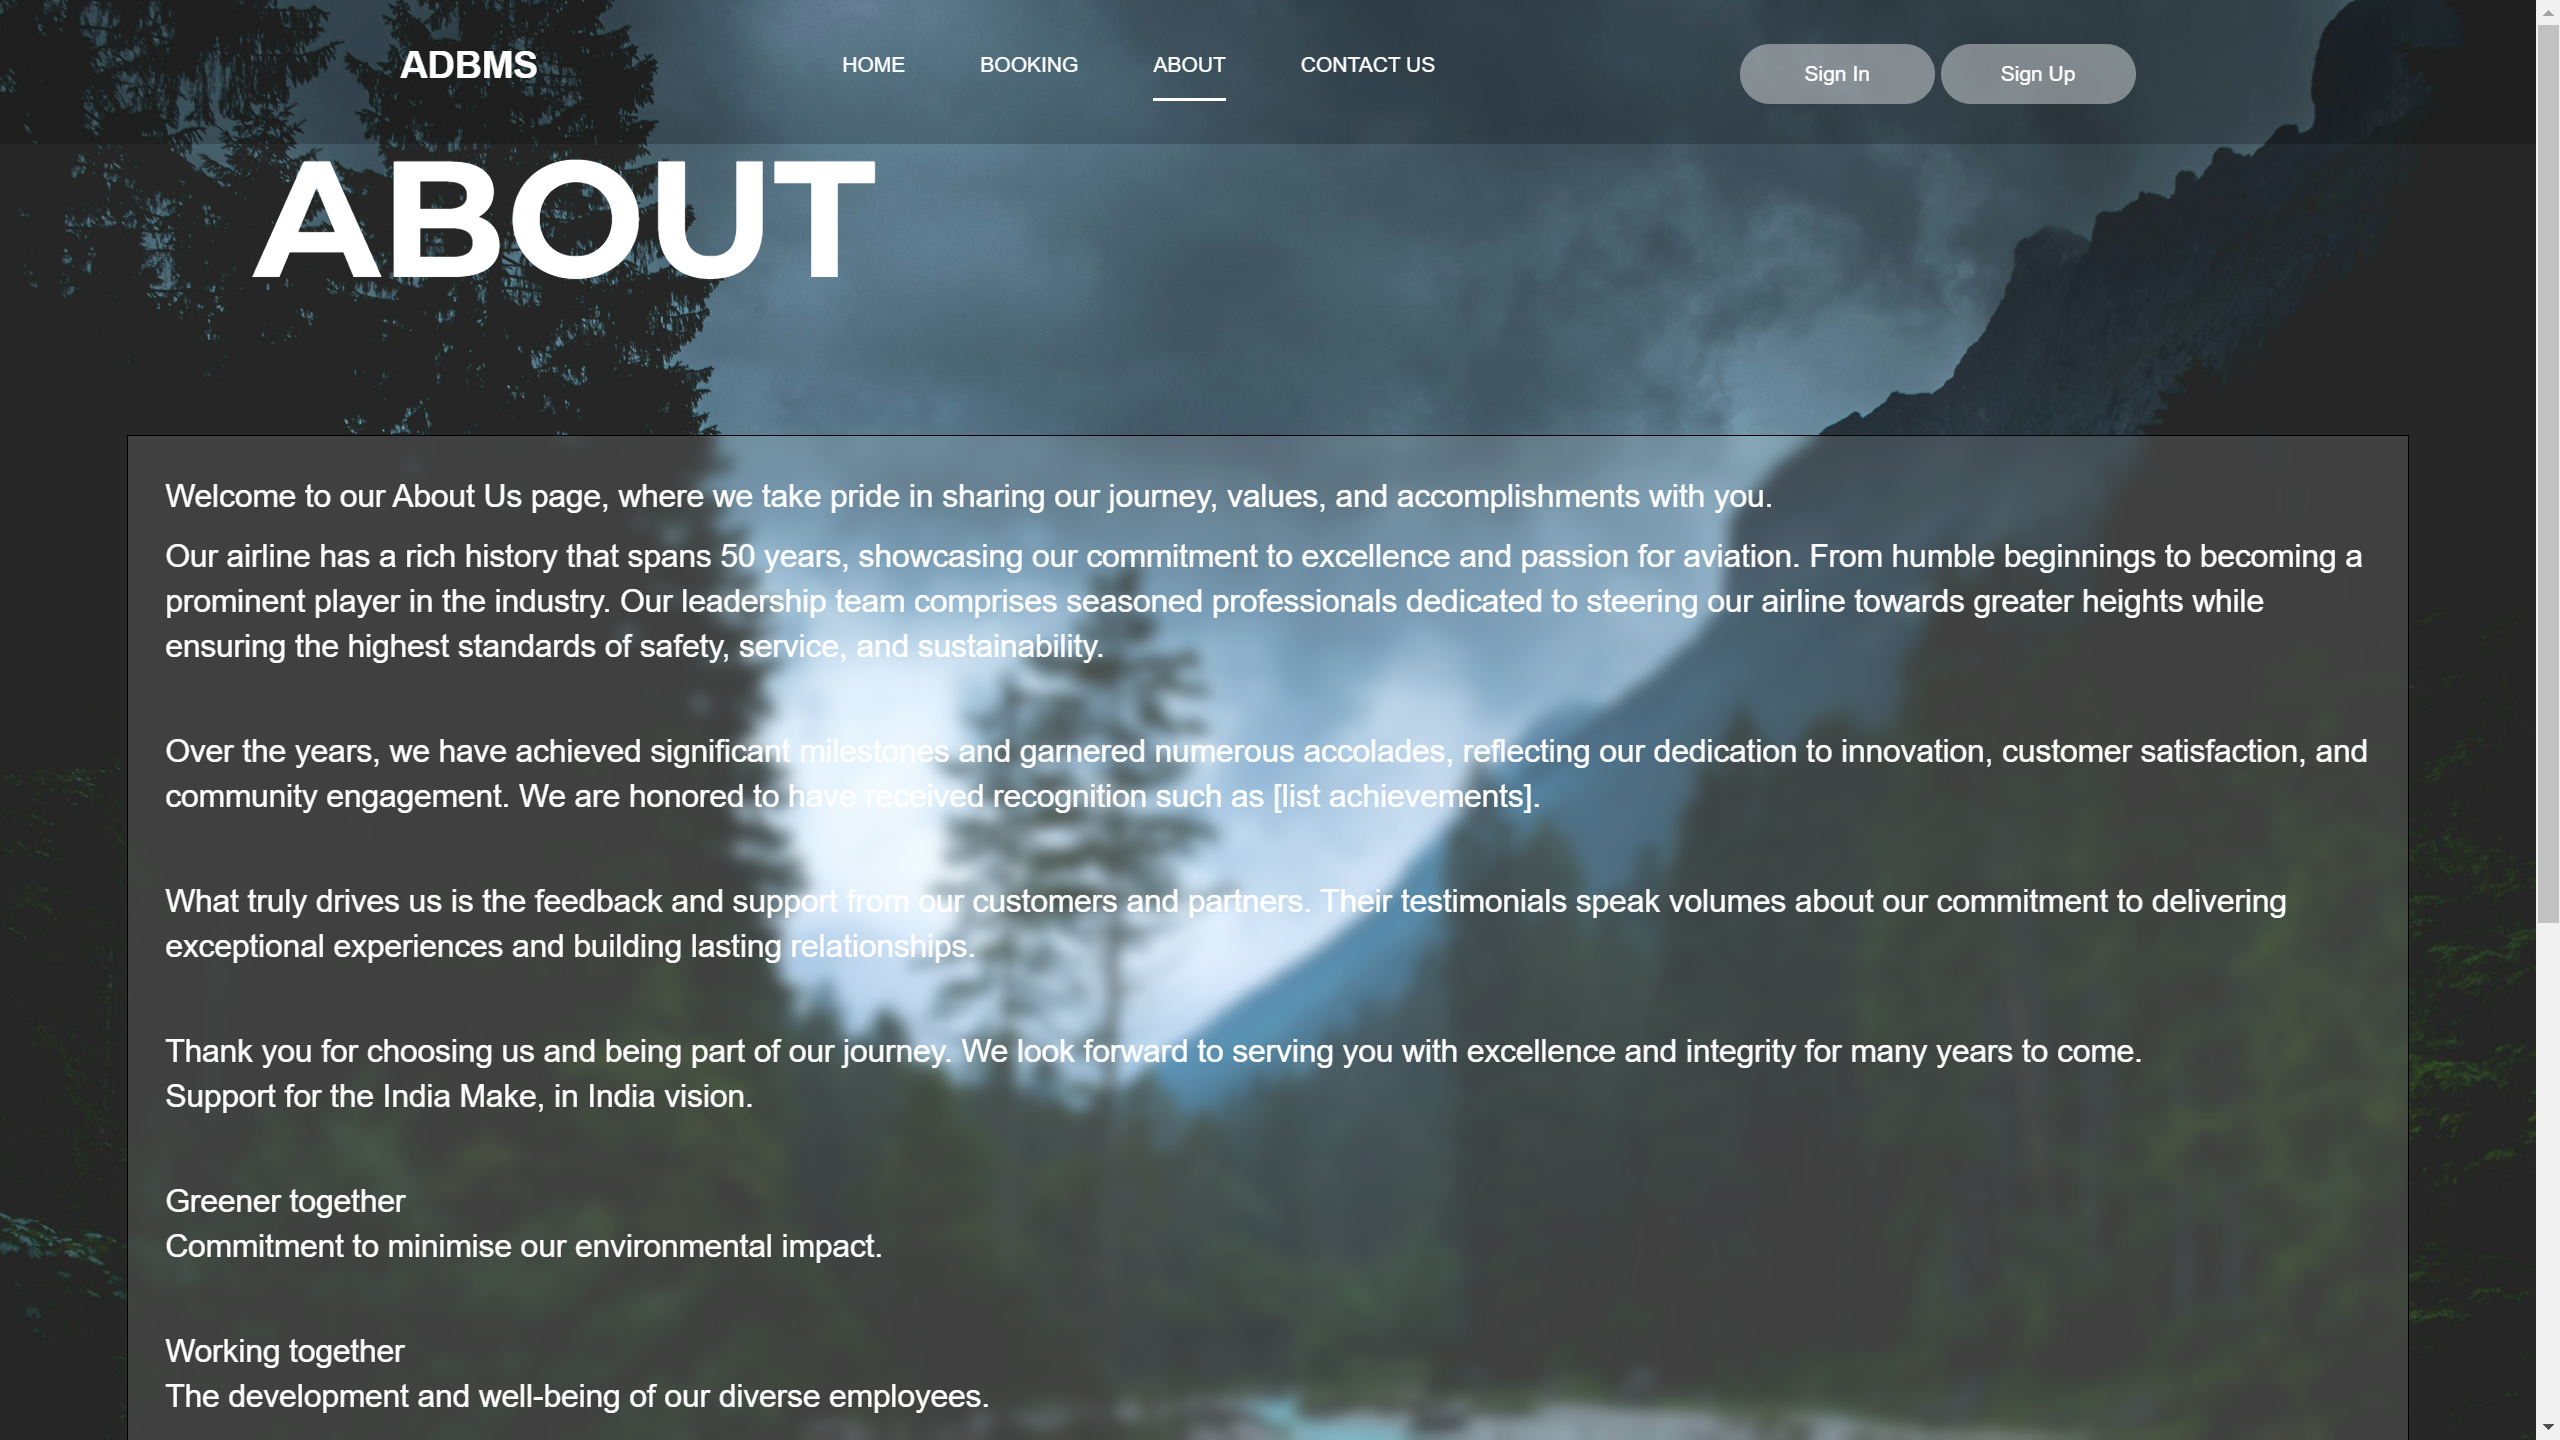 ADBMS
HOME
BOOKING
ABOUT
CONTACT US
Sign In
Sign Up
ABOUT
Welcome to our About Us page, where we take pride in sharing our journey, values, and accomplishments with you.
Our airline has a rich history that spans 50 years, showcasing our commitment to excellence and passion for aviation. From humble beginnings to becoming a
prominent player in the industry. Our leadership team comprises seasoned professionals dedicated to steering our airline towards greater heights while
ensuring the highest standards of safety, service, and sustainability.
Over the years, we have achieved significant milestones and garnered numerous accolades, reflecting our dedication to innovation, customer satisfaction, and
community engagement. We are honored to have received recognition such as [list achievements].
What truly drives us is the feedback and support from our customers and partners. Their testimonials speak volumes about our commitment to delivering
exceptional experiences and building lasting relationships.
Thank you for choosing us and being part of our journey. We look forward to serving you with excellence and integrity for many years to come.
Support for the India Make, in India vision.
Greener together
Commitment to minimise our environmental impact.
Working together
The development and well-being of our diverse employees.